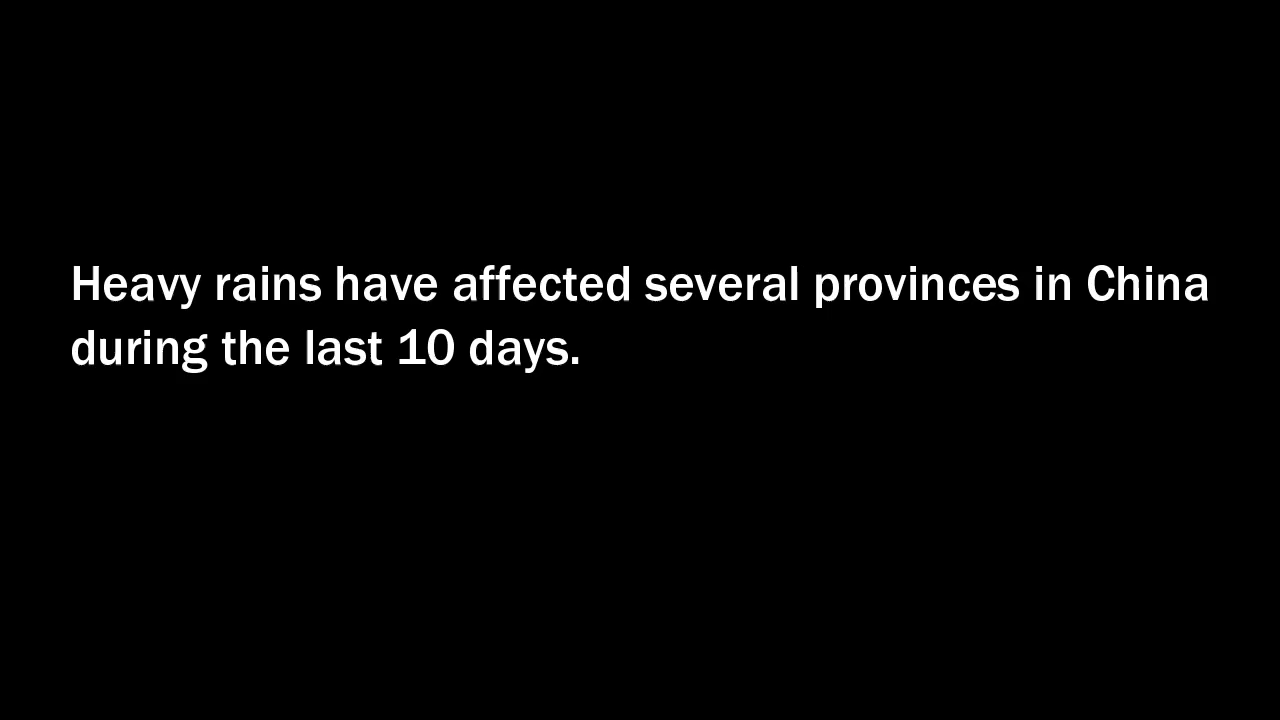 Heavy rains have affected several provinces in China
during the last 10 days.